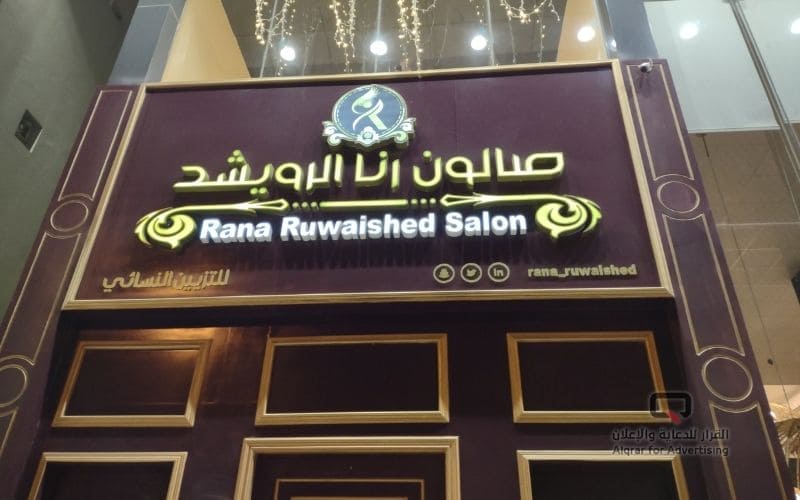 صالون رنا الرويشد
Rana Ruwaished Salon
للتزيين النسائي
rana_ruwaished
القرار للدعاية والإعلان
Alqrar for Advertising